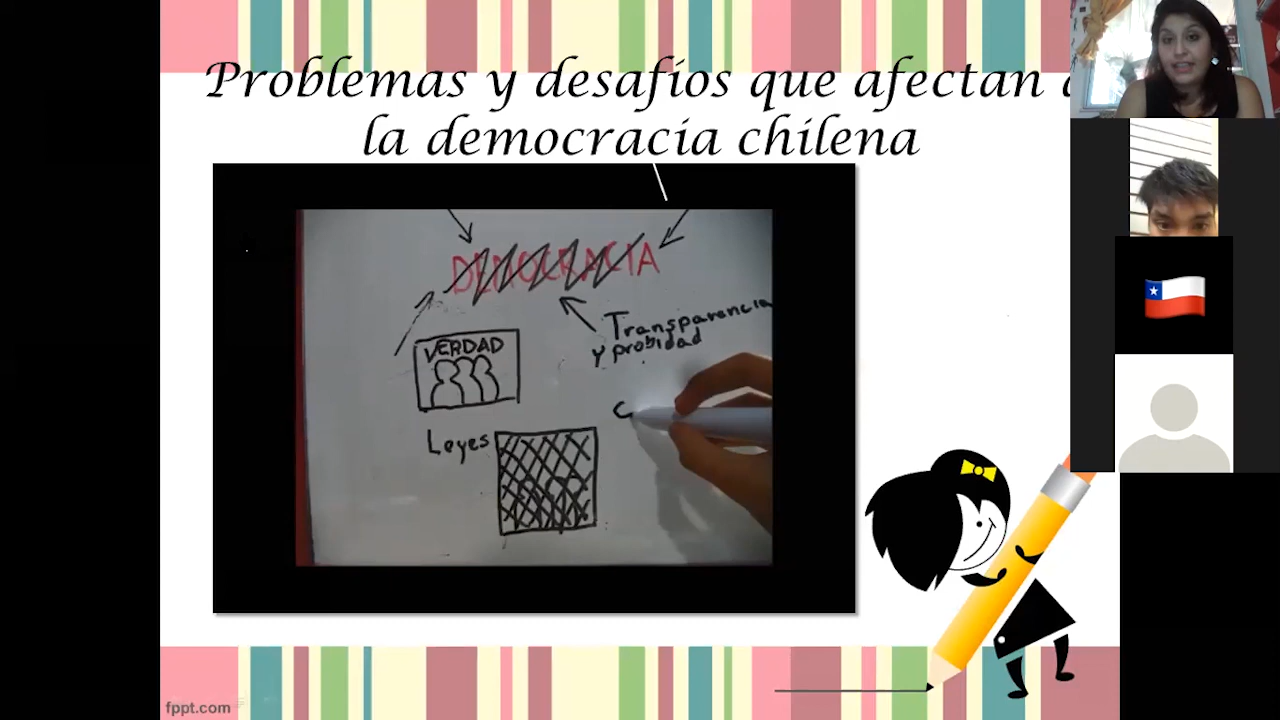 Problemas y desafíos que afectan a
la democracia chilena
DEMOCRACIA
Transparencia
y probidad
VERDAD
Leyes
C
fppt.com